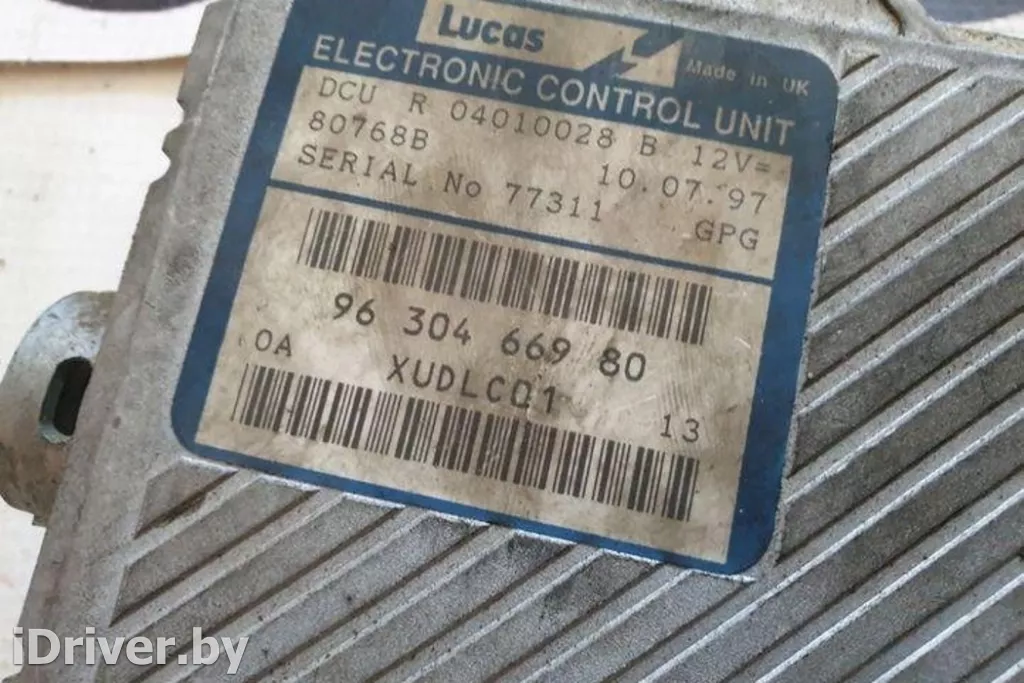 Lucas
Made in UK
ELECTRONIC CONTROL UNIT
DCU R 04010028 B 12V=
80768B 10.07.97
SERIAL No 77311 GPG
96 304 669 80
0A XUDLC01 13
iDriver.by